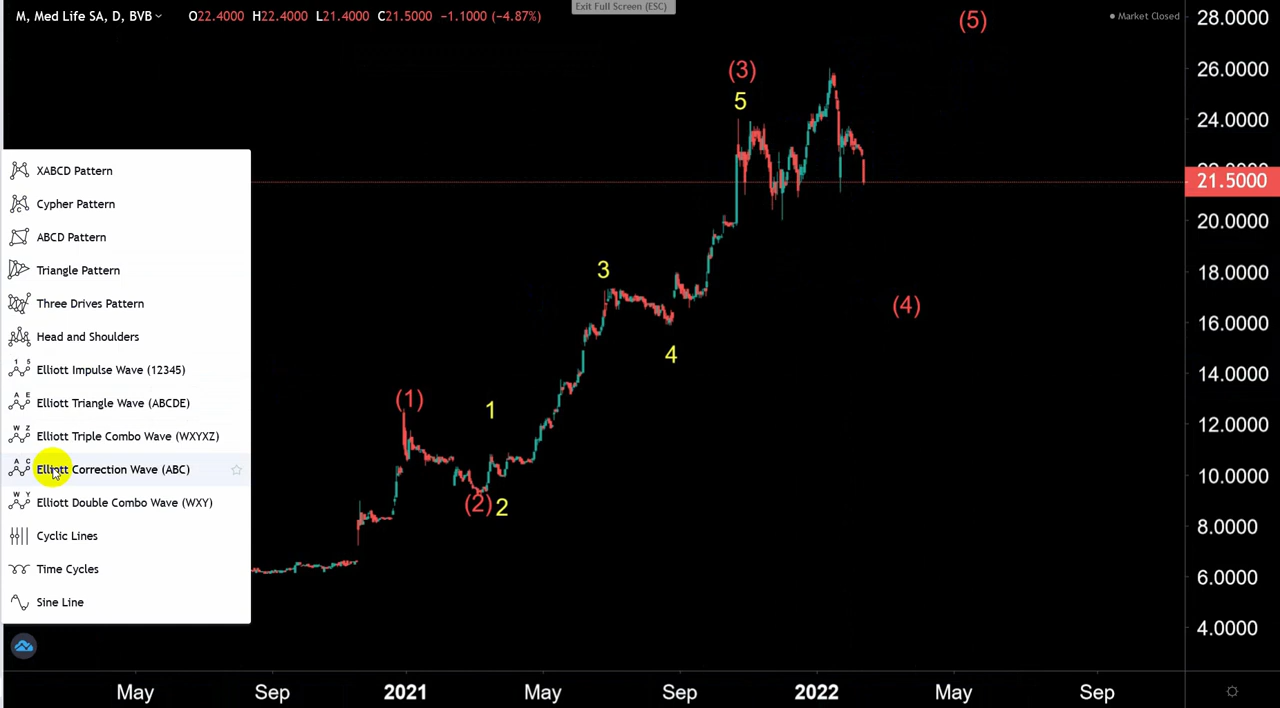 M, Med Life SA, D, BVB O22.4000 H22.4000 L21.4000 C21.5000 −1.1000 (−4.87%)
Exit Full Screen (ESC)
Market Closed
(5)
28.0000
(3)
26.0000
5
24.0000
XABCD Pattern
21.5000
Cypher Pattern
20.0000
ABCD Pattern
3
Triangle Pattern
18.0000
Three Drives Pattern
(4)
16.0000
Head and Shoulders
4
Elliott Impulse Wave (12345)
14.0000
Elliott Triangle Wave (ABCDE)
(1)
1
12.0000
Elliott Triple Combo Wave (WXYXZ)
Elliott Correction Wave (ABC)
10.0000
Elliott Double Combo Wave (WXY)
(2)
2
8.0000
Cyclic Lines
Time Cycles
6.0000
Sine Line
4.0000
May Sep 2021 May Sep 2022 May Sep